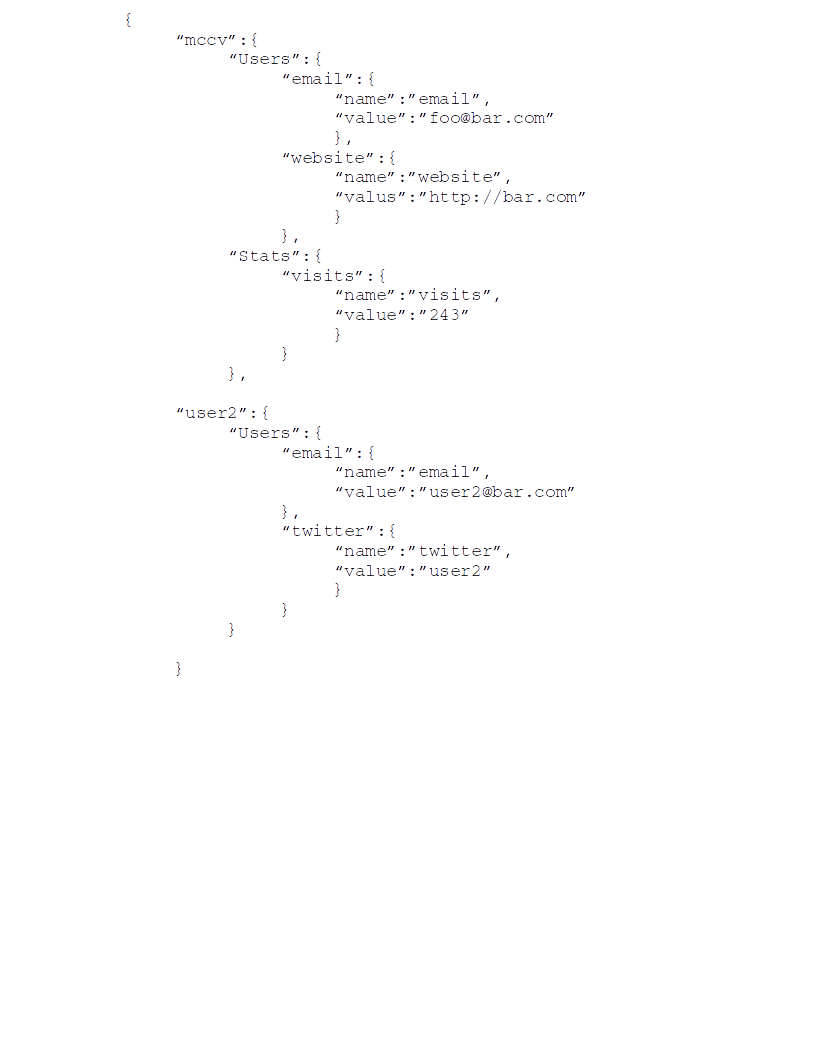 {
“mccv”:{
“Users”:{
“email”:{
“name”:”email”,
“value”:”foo@bar.com”
},
“website”:{
“name”:”website”,
“valus”:”http://bar.com”
}
},
“Stats”:{
“visits”:{
“name”:”visits”,
“value”:”243”
}
}
},
“user2”:{
“Users”:{
“email”:{
“name”:”email”,
“value”:”user2@bar.com”
},
“twitter”:{
“name”:”twitter”,
“value”:”user2”
}
}
}
}